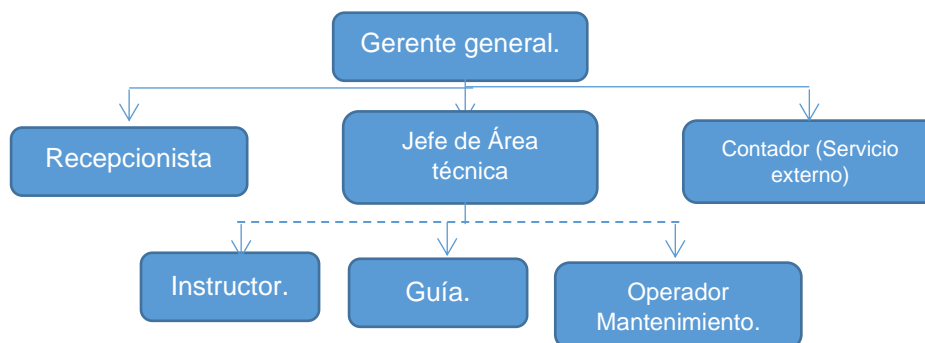 Gerente general.
Recepcionista
Jefe de Área
técnica
Contador (Servicio
externo)
Instructor.
Guía.
Operador
Mantenimiento.